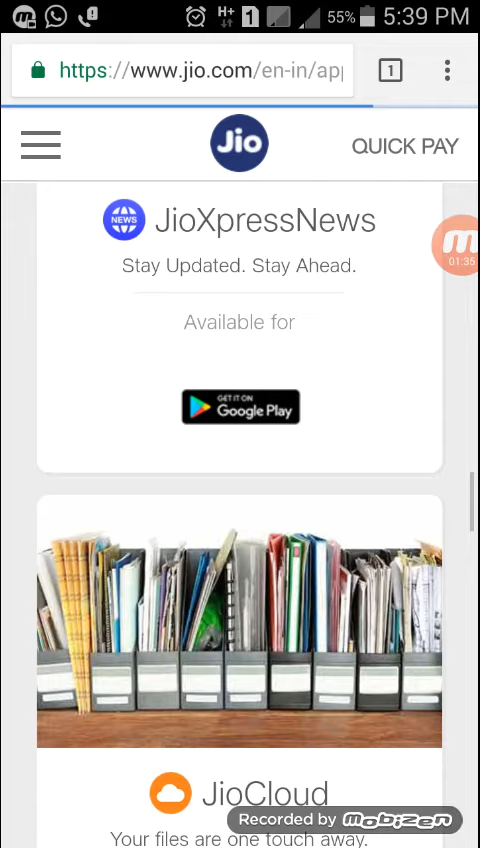 H+ 1 55% 5:39 PM
https://www.jio.com/en-in/app
1
Jio
QUICK PAY
NEWS JioXpressNews
Stay Updated. Stay Ahead.
01:35
Available for
GET IT ON
Google Play
JioCloud
Recorded by Mobizen
Your files are one touch away.